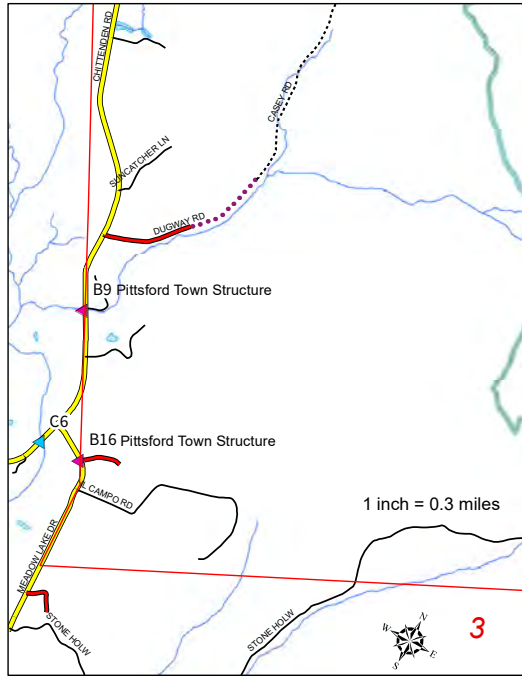 CHITTENDEN RD
CASEY RD
SUNCATCHER LN
DUGWAY RD
B9 Pittsford Town Structure
C6
B16 Pittsford Town Structure
L CAMPO RD
1 inch = 0.3 miles
MEADOW LAKE DR
STONE HOLW
STONE HOLW
N
W
E
S
3